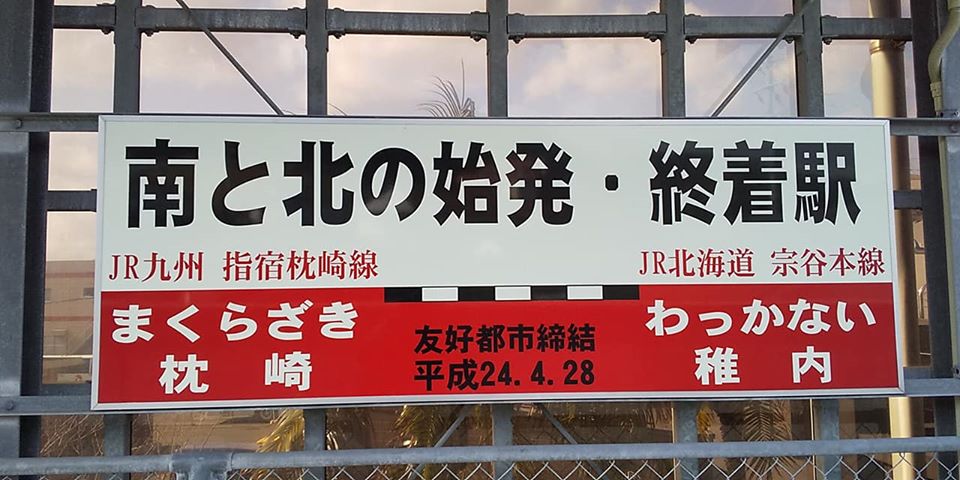 南と北の始発・終着駅
JR九州 指宿枕崎線
JR北海道 宗谷本線
まくらざき
枕崎
友好都市締結
平成24.4.28
わっかない
稚内